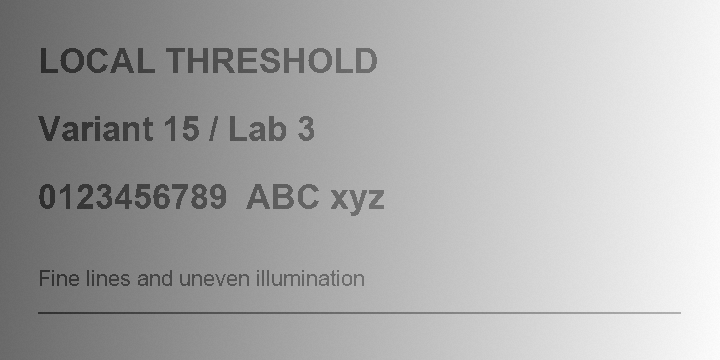 LOCAL THRESHOLD
Variant 15 / Lab 3
0123456789  ABC xyz
Fine lines and uneven illumination